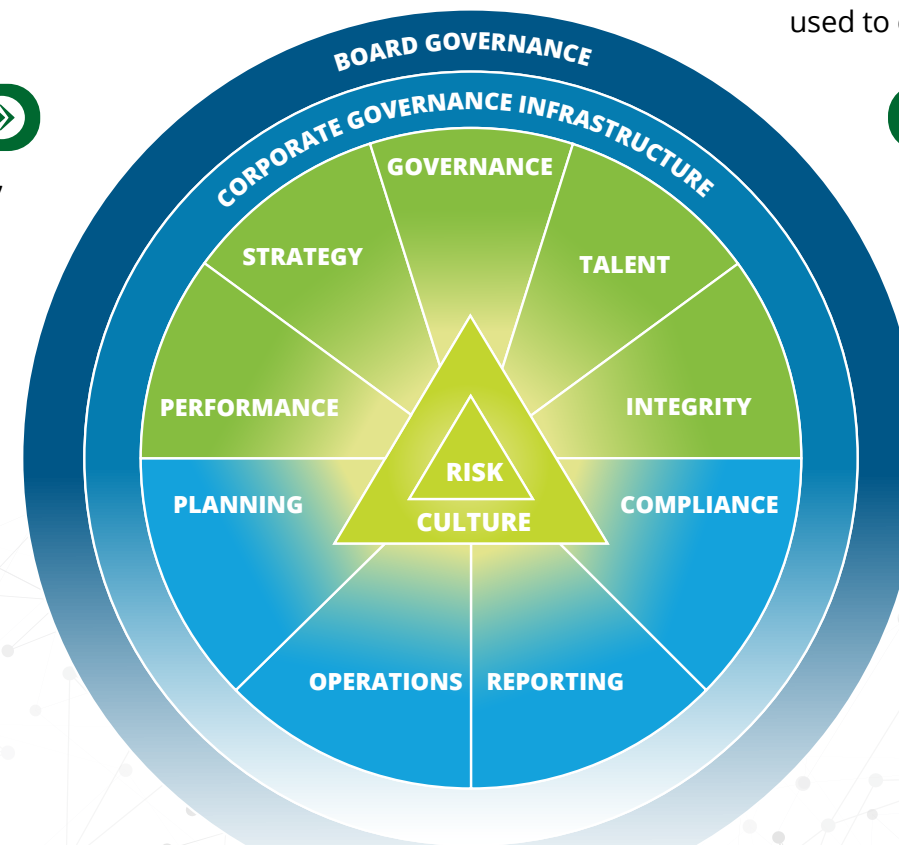 used to
BOARD GOVERNANCE
CORPORATE GOVERNANCE INFRASTRUCTURE
GOVERNANCE
STRATEGY
TALENT
PERFORMANCE
INTEGRITY
RISK
PLANNING
COMPLIANCE
CULTURE
OPERATIONS
REPORTING